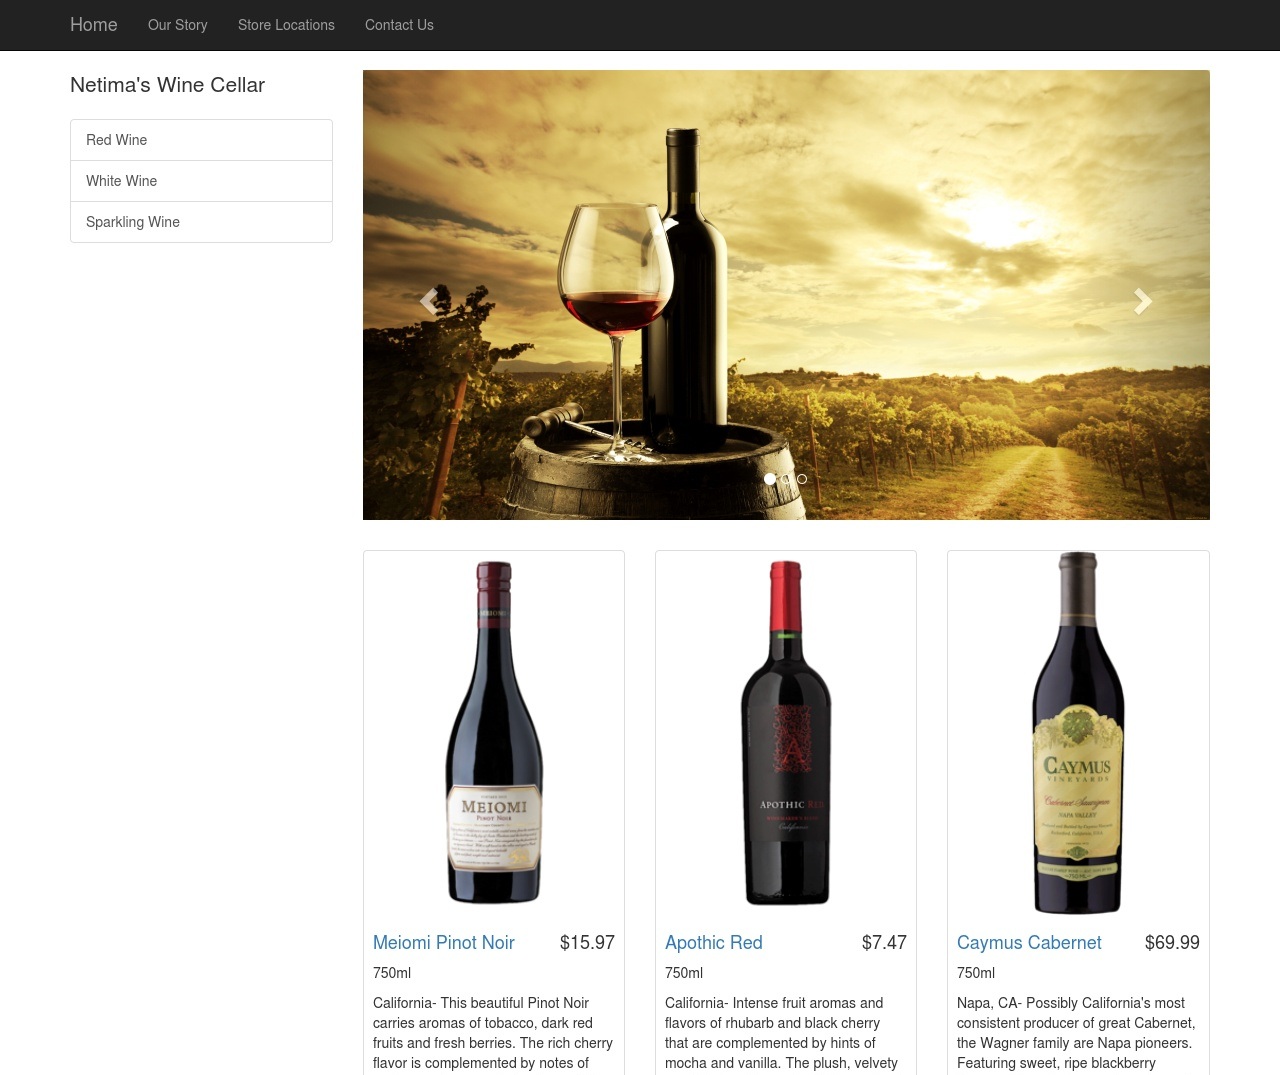 Home Our Story Store Locations Contact Us
Netima's Wine Cellar
Red Wine
White Wine
Sparkling Wine
MEIOMI
PINOT NOIR
APOTHIC RED
California
CAYMUS
VINEYARDS
Cabernet Sauvignon
NAPA VALLEY
Meiomi Pinot Noir $15.97
750ml
California- This beautiful Pinot Noir
carries aromas of tobacco, dark red
fruits and fresh berries. The rich cherry
flavor is complemented by notes of
Apothic Red $7.47
750ml
California- Intense fruit aromas and
flavors of rhubarb and black cherry
that are complemented by hints of
mocha and vanilla. The plush, velvety
Caymus Cabernet $69.99
750ml
Napa, CA- Possibly California's most
consistent producer of great Cabernet,
the Wagner family are Napa pioneers.
Featuring sweet, ripe blackberry